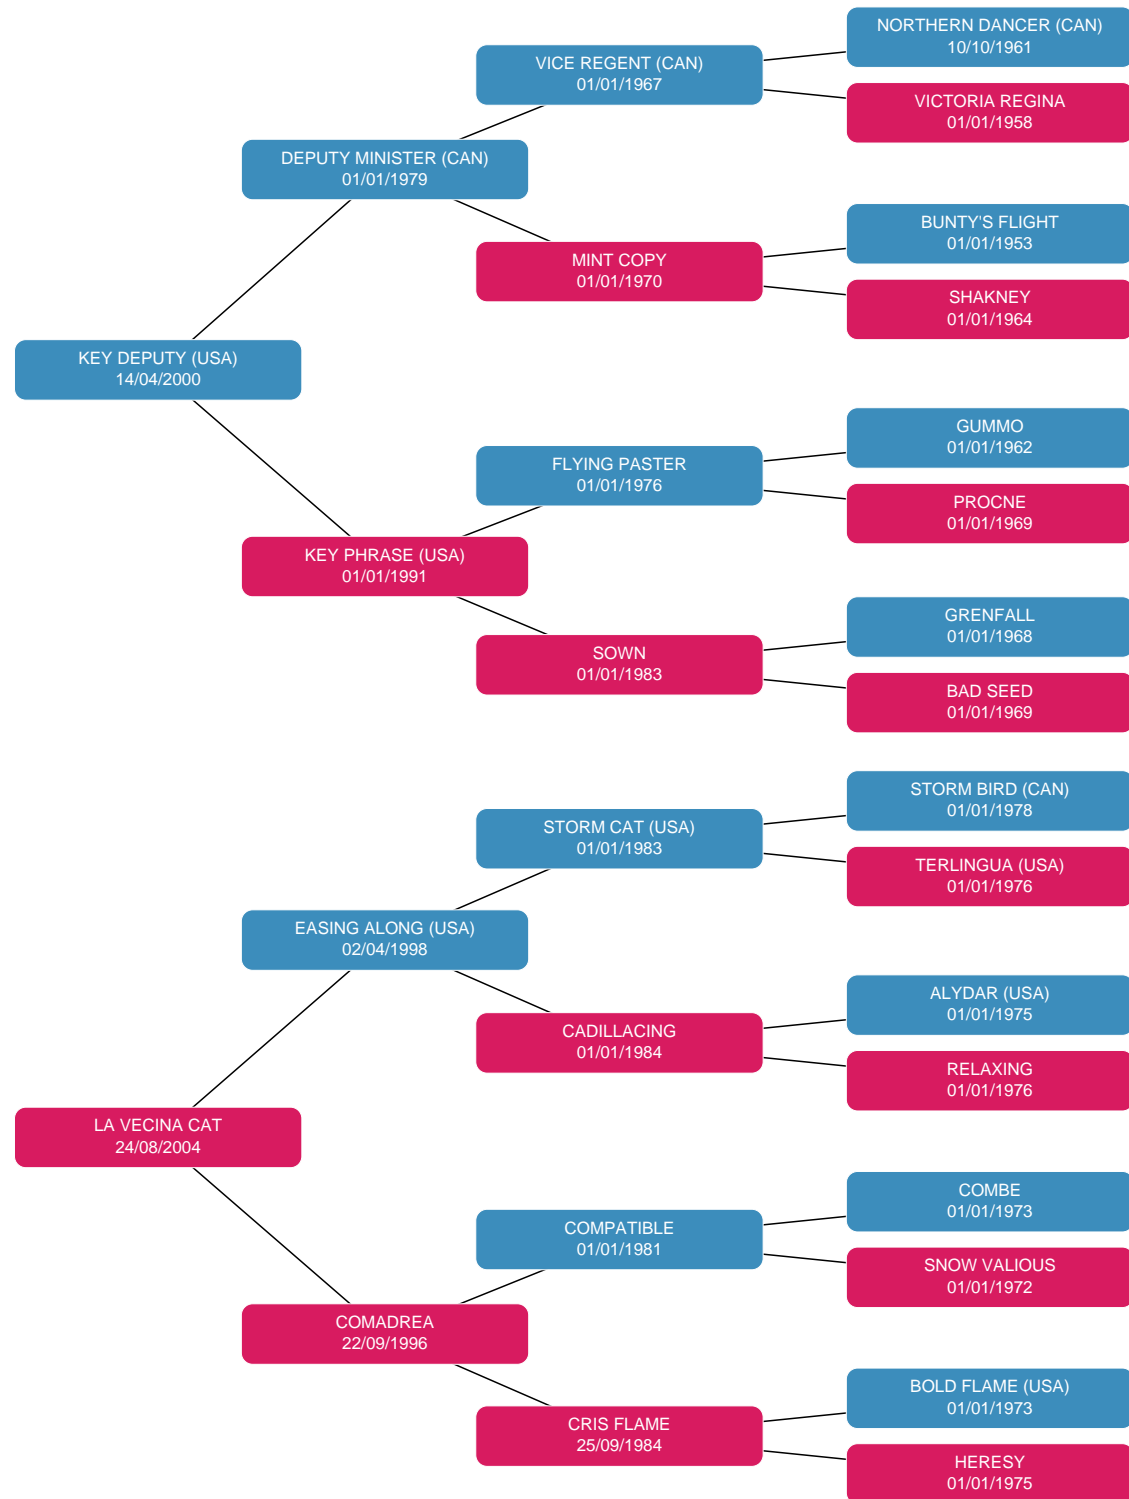 NORTHERN DANCER (CAN)
10/10/1961
VICE REGENT (CAN)
01/01/1967
VICTORIA REGINA
01/01/1958
DEPUTY MINISTER (CAN)
01/01/1979
BUNTY'S FLIGHT
01/01/1953
MINT COPY
01/01/1970
SHAKNEY
01/01/1964
KEY DEPUTY (USA)
14/04/2000
GUMMO
01/01/1962
FLYING PASTER
01/01/1976
PROCNE
01/01/1969
KEY PHRASE (USA)
01/01/1991
GRENFALL
01/01/1968
SOWN
01/01/1983
BAD SEED
01/01/1969
STORM BIRD (CAN)
01/01/1978
STORM CAT (USA)
01/01/1983
TERLINGUA (USA)
01/01/1976
EASING ALONG (USA)
02/04/1998
ALYDAR (USA)
01/01/1975
CADILLACING
01/01/1984
RELAXING
01/01/1976
LA VECINA CAT
24/08/2004
COMBE
01/01/1973
COMPATIBLE
01/01/1981
SNOW VALIOUS
01/01/1972
COMADREA
22/09/1996
BOLD FLAME (USA)
01/01/1973
CRIS FLAME
25/09/1984
HERESY
01/01/1975